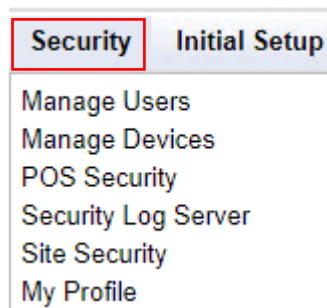 Security Initial Setup
Manage Users
Manage Devices
POS Security
Security Log Server
Site Security
My Profile